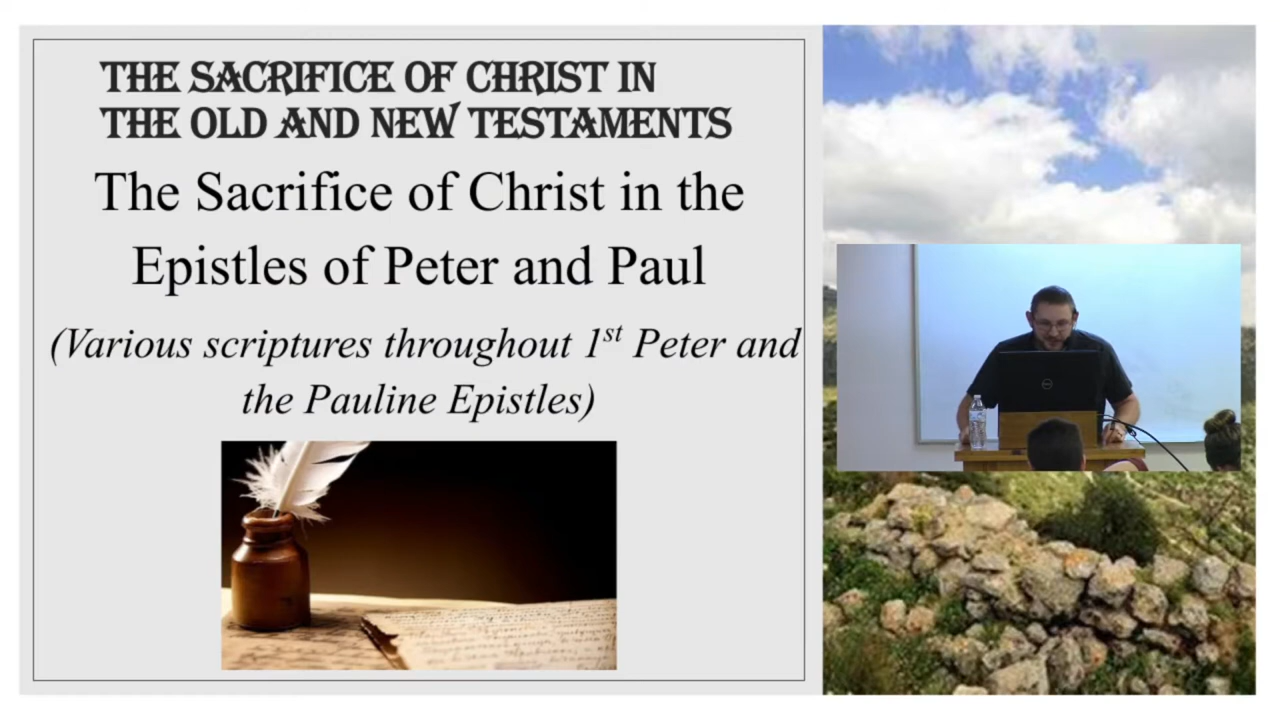 THE SACRIFICE OF CHRIST IN
THE OLD AND NEW TESTAMENTS
The Sacrifice of Christ in the
Epistles of Peter and Paul
(Various scriptures throughout 1st Peter and
the Pauline Epistles)